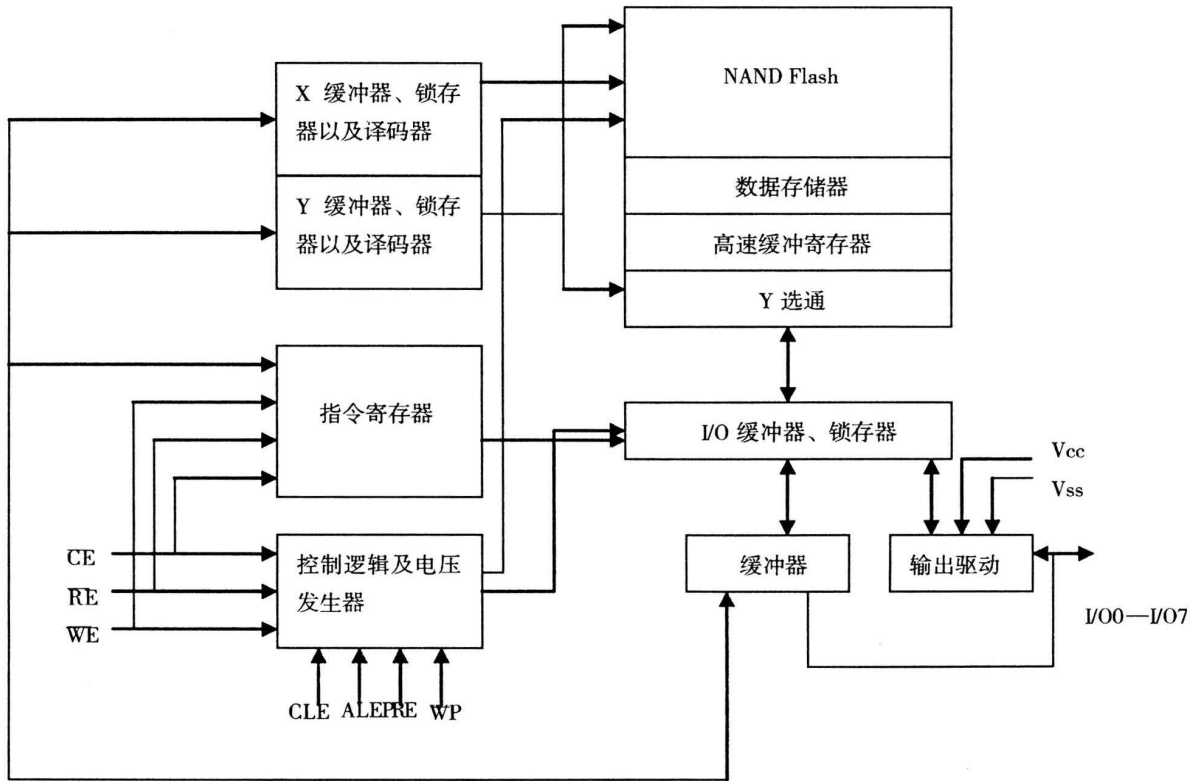 NAND Flash
X 缓冲器、锁存
器以及译码器
Y 缓冲器、锁存
器以及译码器
数据存储器
高速缓冲寄存器
Y 选通
指令寄存器
I/O 缓冲器、锁存器
Vcc
Vss
CE
RE
WE
控制逻辑及电压
发生器
缓冲器
输出驱动
I/O0—I/O7
CLE ALE PRE WP